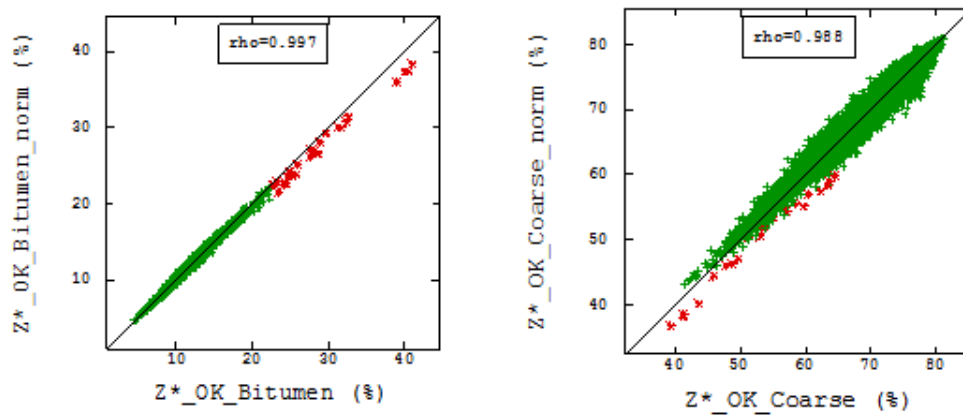 rho=0.997
Z*_OK_Bitumen_norm (%)
40
30
20
10
10 20 30 40
Z*_OK_Bitumen (%)
rho=0.988
Z*_OK_Coarse_norm (%)
80
70
60
50
40
40 50 60 70 80
Z*_OK_Coarse (%)